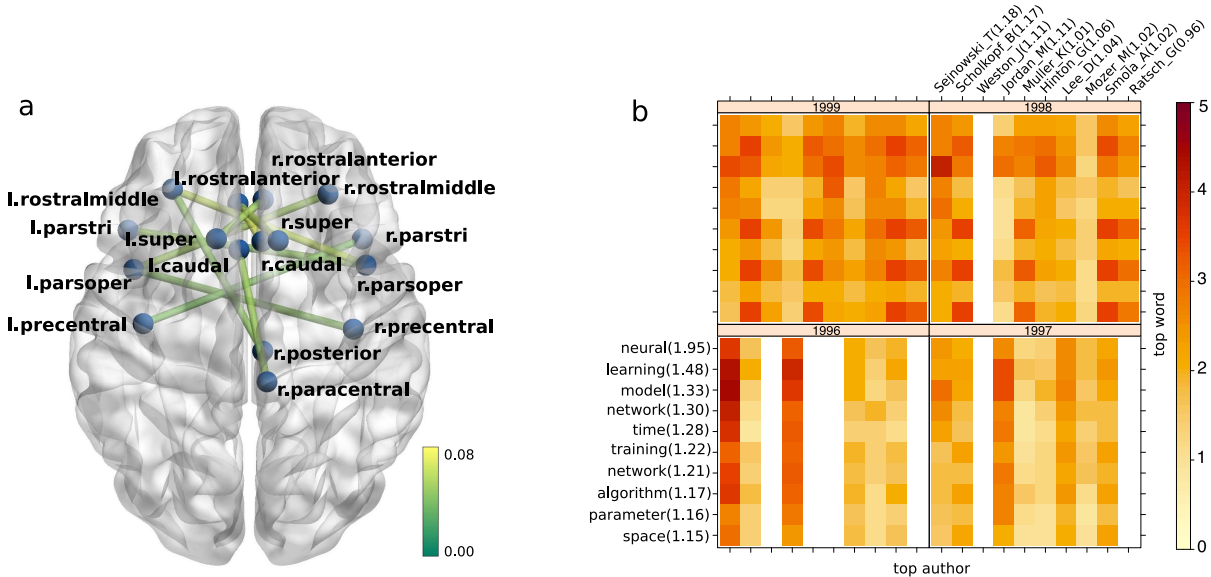 a
r.rostralanterior
l.rostralanterior
r.rostralmiddle
l.rostralmiddle
l.parstri
r.super
r.parstri
l.super
l.caudal
r.caudal
l.parsoper
r.parsoper
l.precentral
r.precentral
r.posterior
r.paracentral
0.08
0.00
b
Sejnowski_T(1.18)
Scholkopf_B(1.17)
Weston_J(1.11)
Jordan_M(1.11)
Muller_K(1.01)
Hinton_G(1.06)
Lee_D(1.04)
Mozer_M(1.02)
Smola_A(1.02)
Ratsch_G(0.96)
1999
1998
1996
1997
neural(1.95)
learning(1.48)
model(1.33)
network(1.30)
time(1.28)
training(1.22)
network(1.21)
algorithm(1.17)
parameter(1.16)
space(1.15)
top author
top word
5
4
3
2
1
0